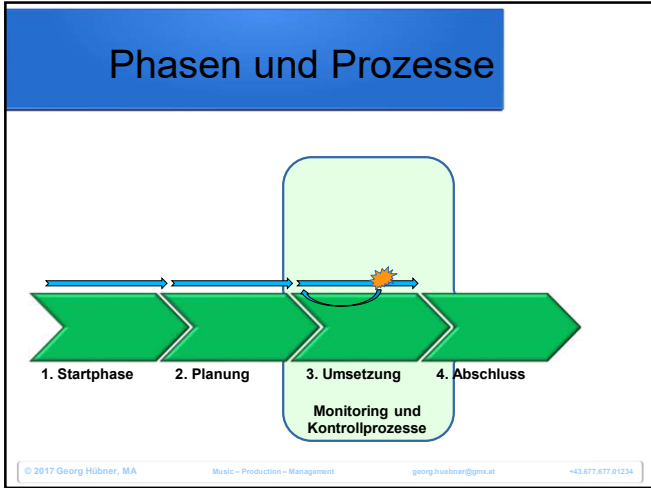 Phasen und Prozesse
1. Startphase
2. Planung
3. Umsetzung
4. Abschluss
Monitoring und
Kontrollprozesse
© 2017 Georg Hübner, MA
Music – Production – Management
georg.huebner@gmx.at
+43.677.677.01234